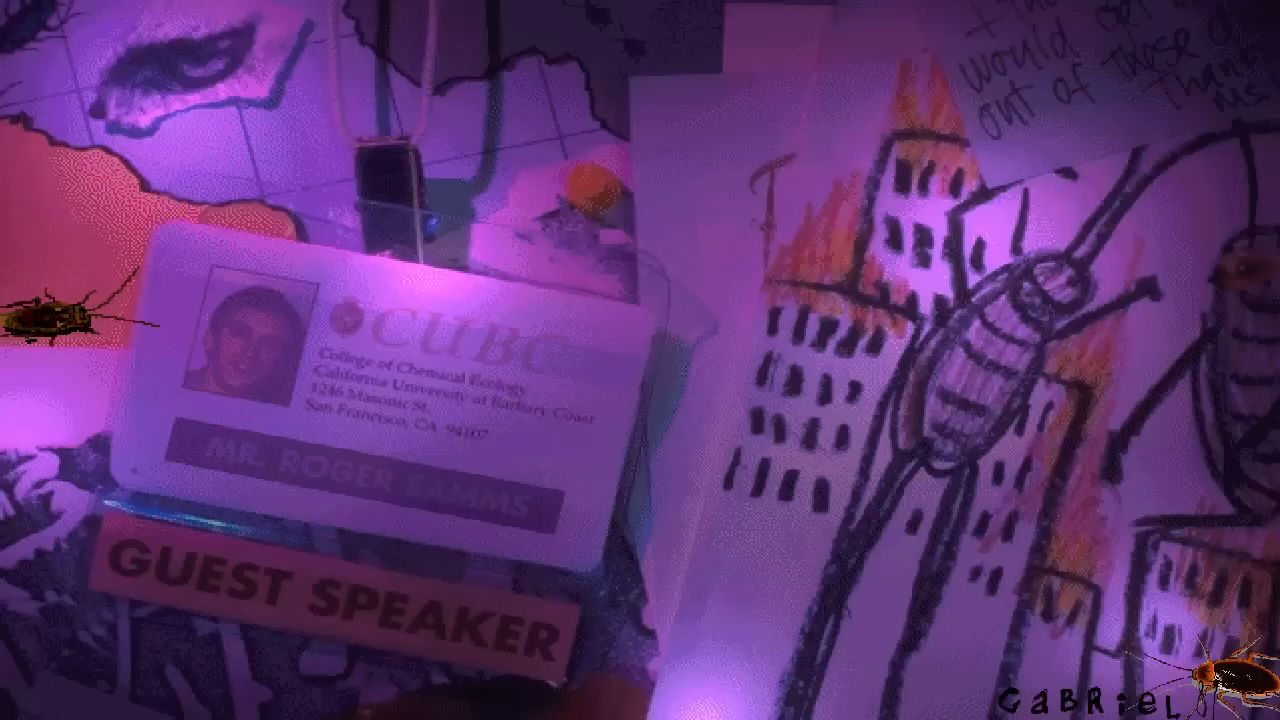 CUBC
College of Chemical Ecology
California University at Barbary Coast
1246 Masonic St.
San Francisco, CA 94107
MR. ROGER SAMMS
GUEST SPEAKER
would
out of those
GABRiEL